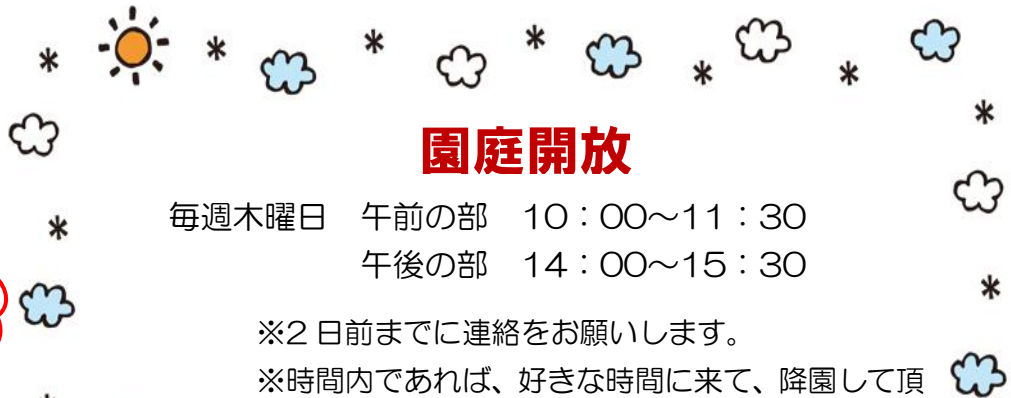 園庭開放
毎週木曜日　午前の部　10：00～11：30
午後の部　14：00～15：30
※2日前までに連絡をお願いします。
※時間内であれば、好きな時間に来て、降園して頂